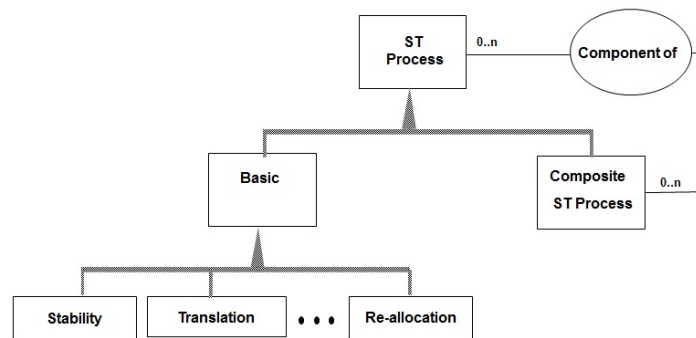 ST
Process
0..n
Component of
Basic
Composite
ST Process
0..n
Stability
Translation
•••
Re-allocation